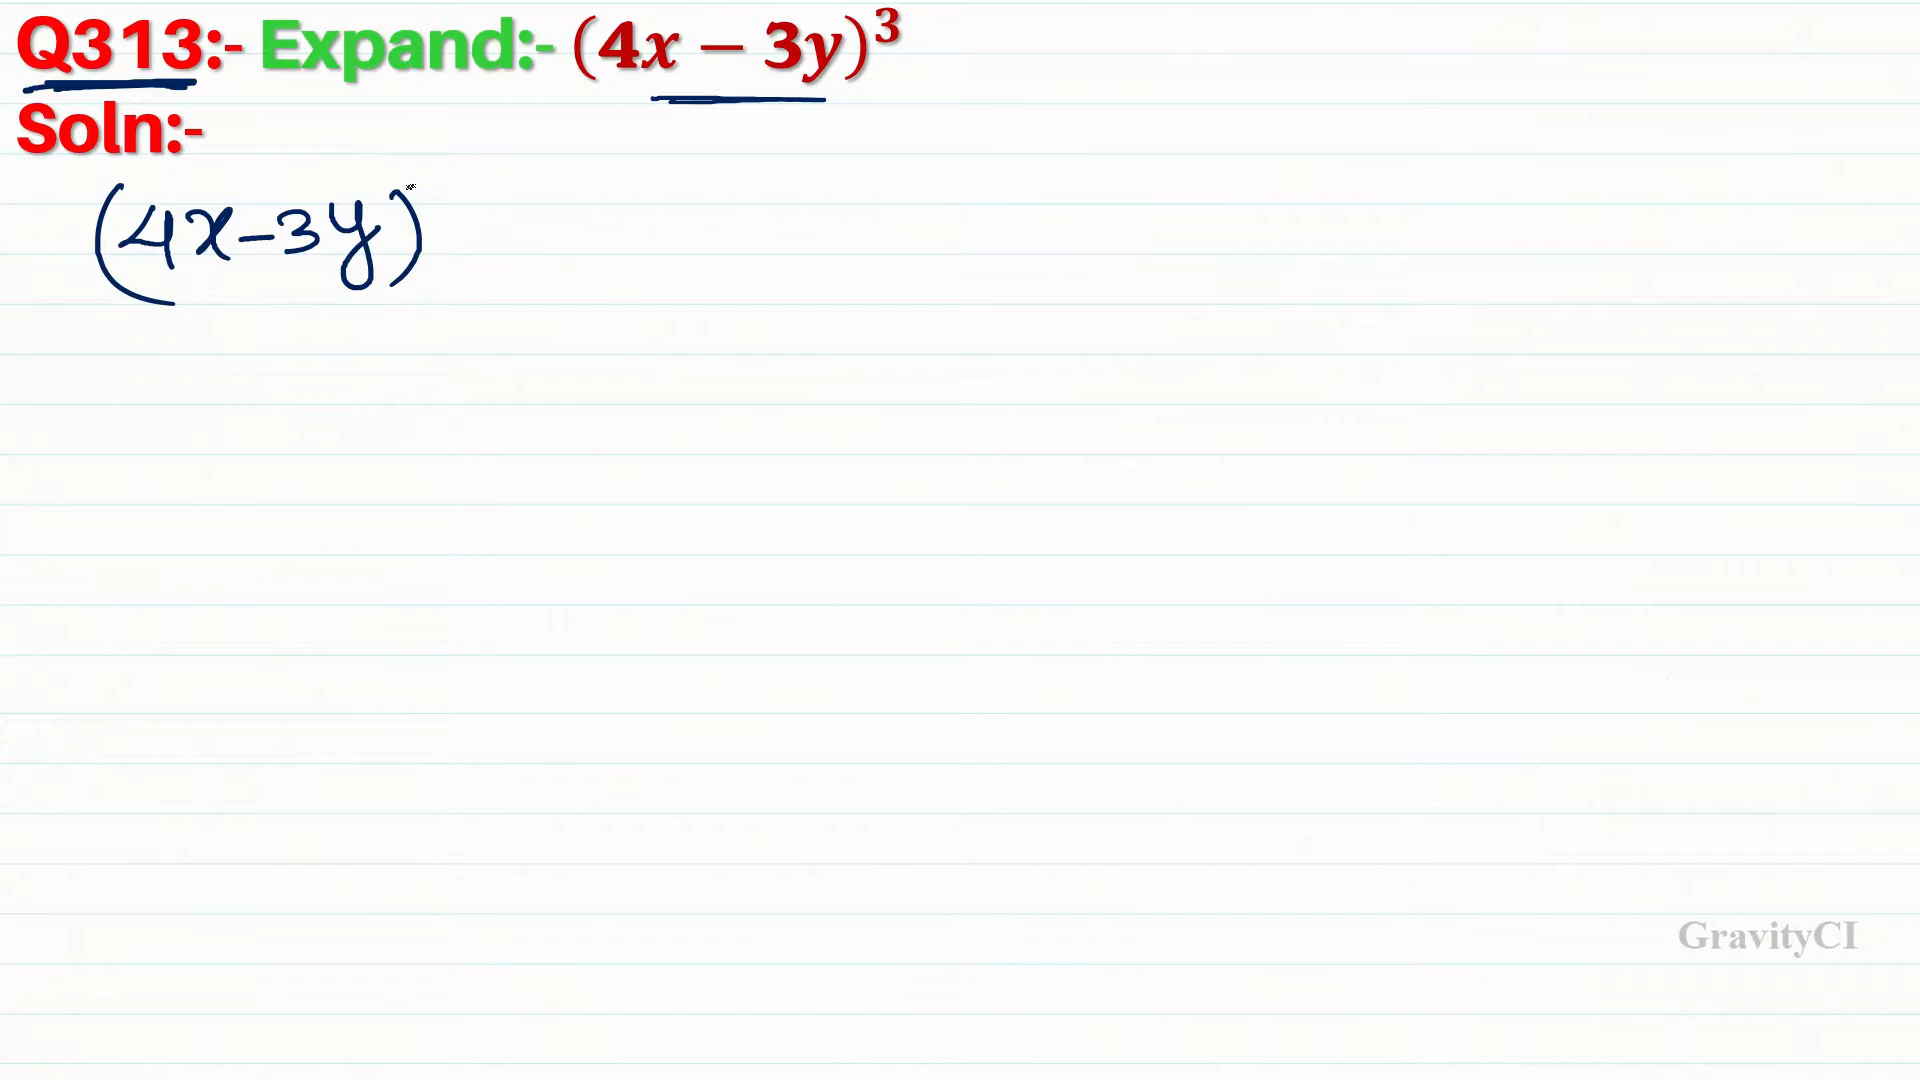 Q313:- Expand:- (4x − 3y)³
Soln:-
(4x-3y)
GravityCI